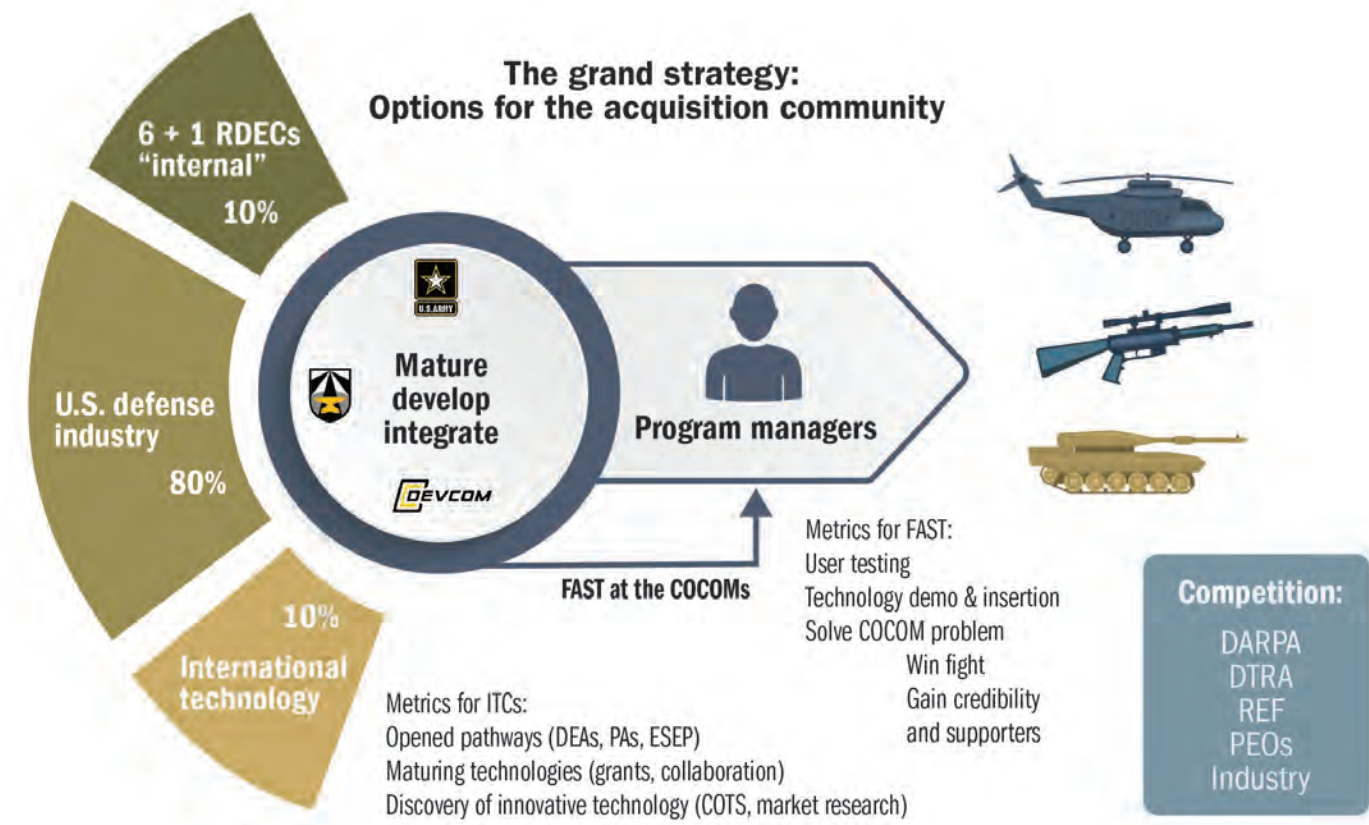 The grand strategy:
Options for the acquisition community
6 + 1 RDECs
“internal”
10%
U.S. defense
industry
80%
10%
International
technology
U.S.ARMY
Mature
develop
integrate
DEVCOM
Program managers
FAST at the COCOMs
Metrics for FAST:
User testing
Technology demo & insertion
Solve COCOM problem
Win fight
Gain credibility
and supporters
Metrics for ITCs:
Opened pathways (DEAs, PAs, ESEP)
Maturing technologies (grants, collaboration)
Discovery of innovative technology (COTS, market research)
Competition:
DARPA
DTRA
REF
PEOs
Industry